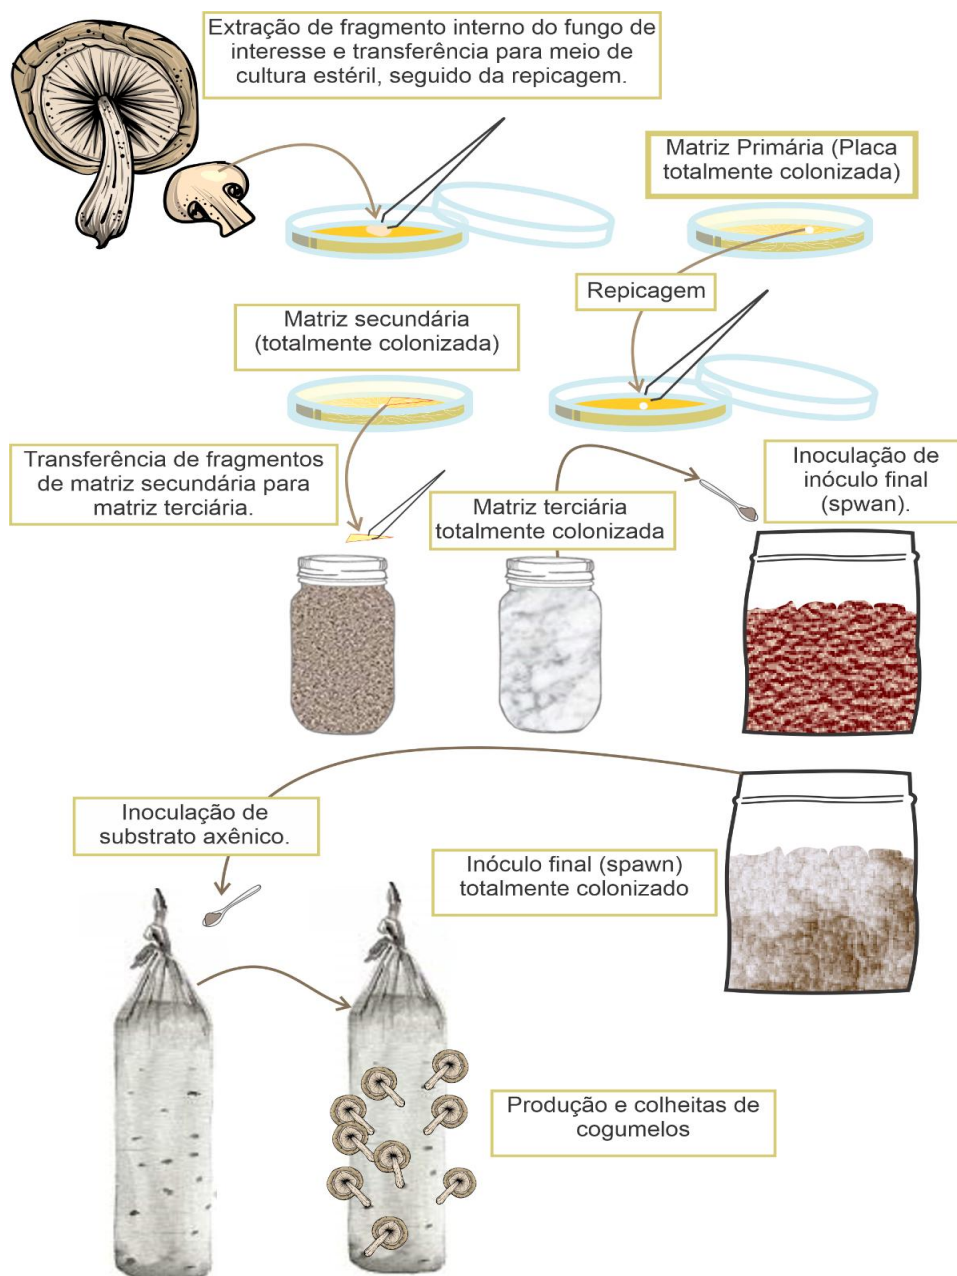 Extração de fragmento interno do fungo de
interesse e transferência para meio de
cultura estéril, seguido da repicagem.
Matriz Primária (Placa
totalmente colonizada)
Repicagem
Matriz secundária
(totalmente colonizada)
Transferência de fragmentos
de matriz secundária para
matriz terciária.
Matriz terciária
totalmente colonizada
Inoculação de
inóculo final
(spwan).
Inoculação de
substrato axênico.
Inóculo final (spawn)
totalmente colonizado
Produção e colheitas de
cogumelos